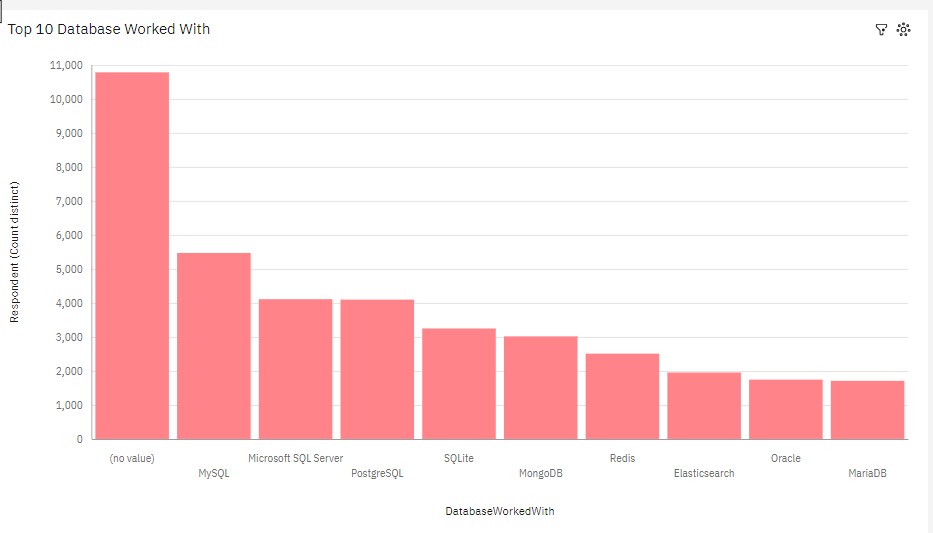 Top 10 Database Worked With
11,000
10,000
9,000
8,000
7,000
6,000
5,000
4,000
3,000
2,000
1,000
0
Respondent (Count distinct)
(no value)
MySQL
Microsoft SQL Server
PostgreSQL
SQLite
MongoDB
Redis
Elasticsearch
Oracle
MariaDB
DatabaseWorkedWith